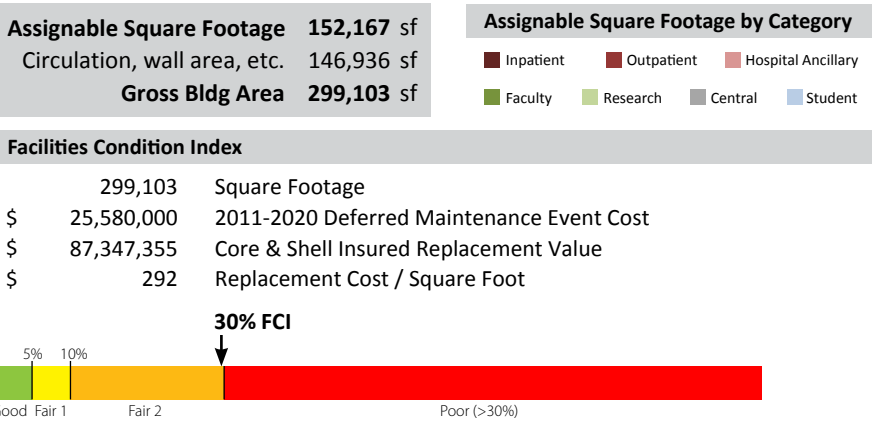 Assignable Square Footage 152,167 sf
Circulation, wall area, etc. 146,936 sf
Gross Bldg Area 299,103 sf
Assignable Square Footage by Category
Inpatient Outpatient Hospital Ancillary
Faculty Research Central Student
Facilities Condition Index
299,103 Square Footage
$ 25,580,000 2011-2020 Deferred Maintenance Event Cost
$ 87,347,355 Core & Shell Insured Replacement Value
$ 292 Replacement Cost / Square Foot
30% FCI
5% 10%
ood Fair 1 Fair 2 Poor (>30%)